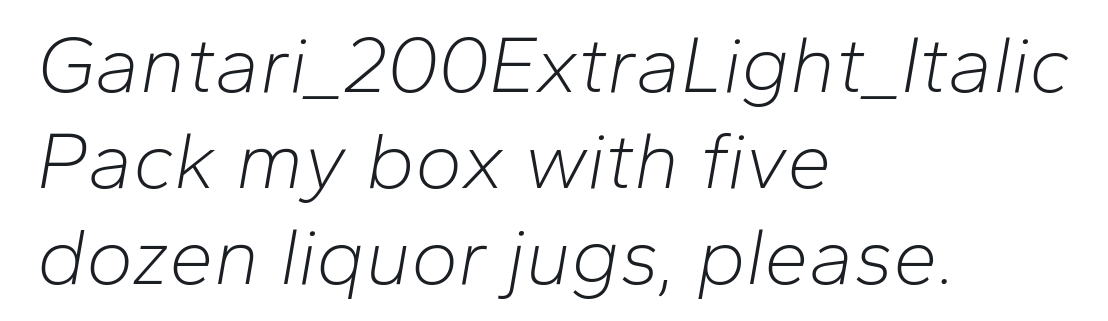 Gantari_200ExtraLight_Italic
Pack my box with five
dozen liquor jugs, please.